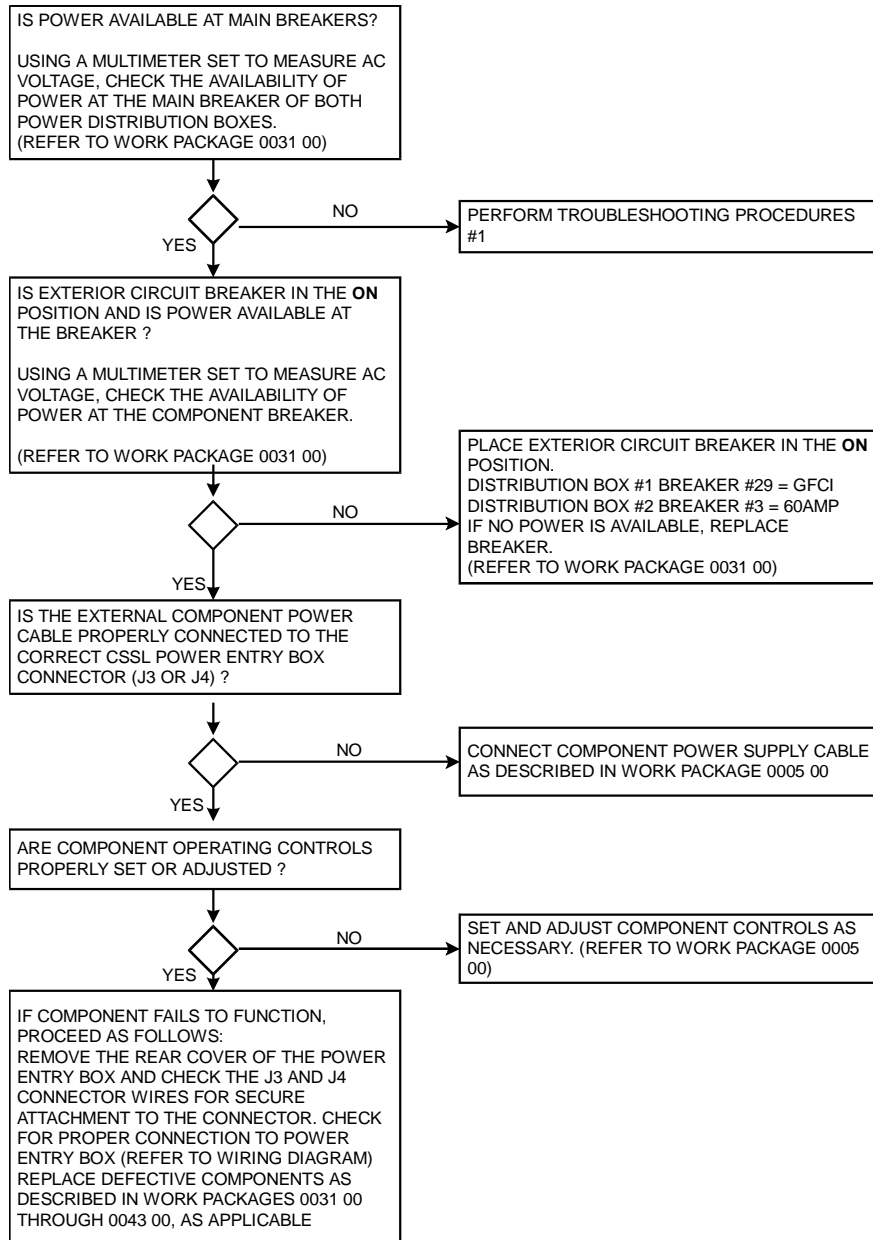 IS POWER AVAILABLE AT MAIN BREAKERS?
USING A MULTIMETER SET TO MEASURE AC
VOLTAGE, CHECK THE AVAILABILITY OF
POWER AT THE MAIN BREAKER OF BOTH
POWER DISTRIBUTION BOXES.
(REFER TO WORK PACKAGE 0031 00)
NO
PERFORM TROUBLESHOOTING PROCEDURES
#1
YES
IS EXTERIOR CIRCUIT BREAKER IN THE ON
POSITION AND IS POWER AVAILABLE AT
THE BREAKER ?
USING A MULTIMETER SET TO MEASURE AC
VOLTAGE, CHECK THE AVAILABILITY OF
POWER AT THE COMPONENT BREAKER.
(REFER TO WORK PACKAGE 0031 00)
NO
PLACE EXTERIOR CIRCUIT BREAKER IN THE ON
POSITION.
DISTRIBUTION BOX #1 BREAKER #29 = GFCI
DISTRIBUTION BOX #2 BREAKER #3 = 60AMP
IF NO POWER IS AVAILABLE, REPLACE
BREAKER.
(REFER TO WORK PACKAGE 0031 00)
YES
IS THE EXTERNAL COMPONENT POWER
CABLE PROPERLY CONNECTED TO THE
CORRECT CSSL POWER ENTRY BOX
CONNECTOR (J3 OR J4) ?
NO
CONNECT COMPONENT POWER SUPPLY CABLE
AS DESCRIBED IN WORK PACKAGE 0005 00
YES
ARE COMPONENT OPERATING CONTROLS
PROPERLY SET OR ADJUSTED ?
NO
SET AND ADJUST COMPONENT CONTROLS AS
NECESSARY. (REFER TO WORK PACKAGE 0005
00)
YES
IF COMPONENT FAILS TO FUNCTION,
PROCEED AS FOLLOWS:
REMOVE THE REAR COVER OF THE POWER
ENTRY BOX AND CHECK THE J3 AND J4
CONNECTOR WIRES FOR SECURE
ATTACHMENT TO THE CONNECTOR. CHECK
FOR PROPER CONNECTION TO POWER
ENTRY BOX (REFER TO WIRING DIAGRAM)
REPLACE DEFECTIVE COMPONENTS AS
DESCRIBED IN WORK PACKAGES 0031 00
THROUGH 0043 00, AS APPLICABLE